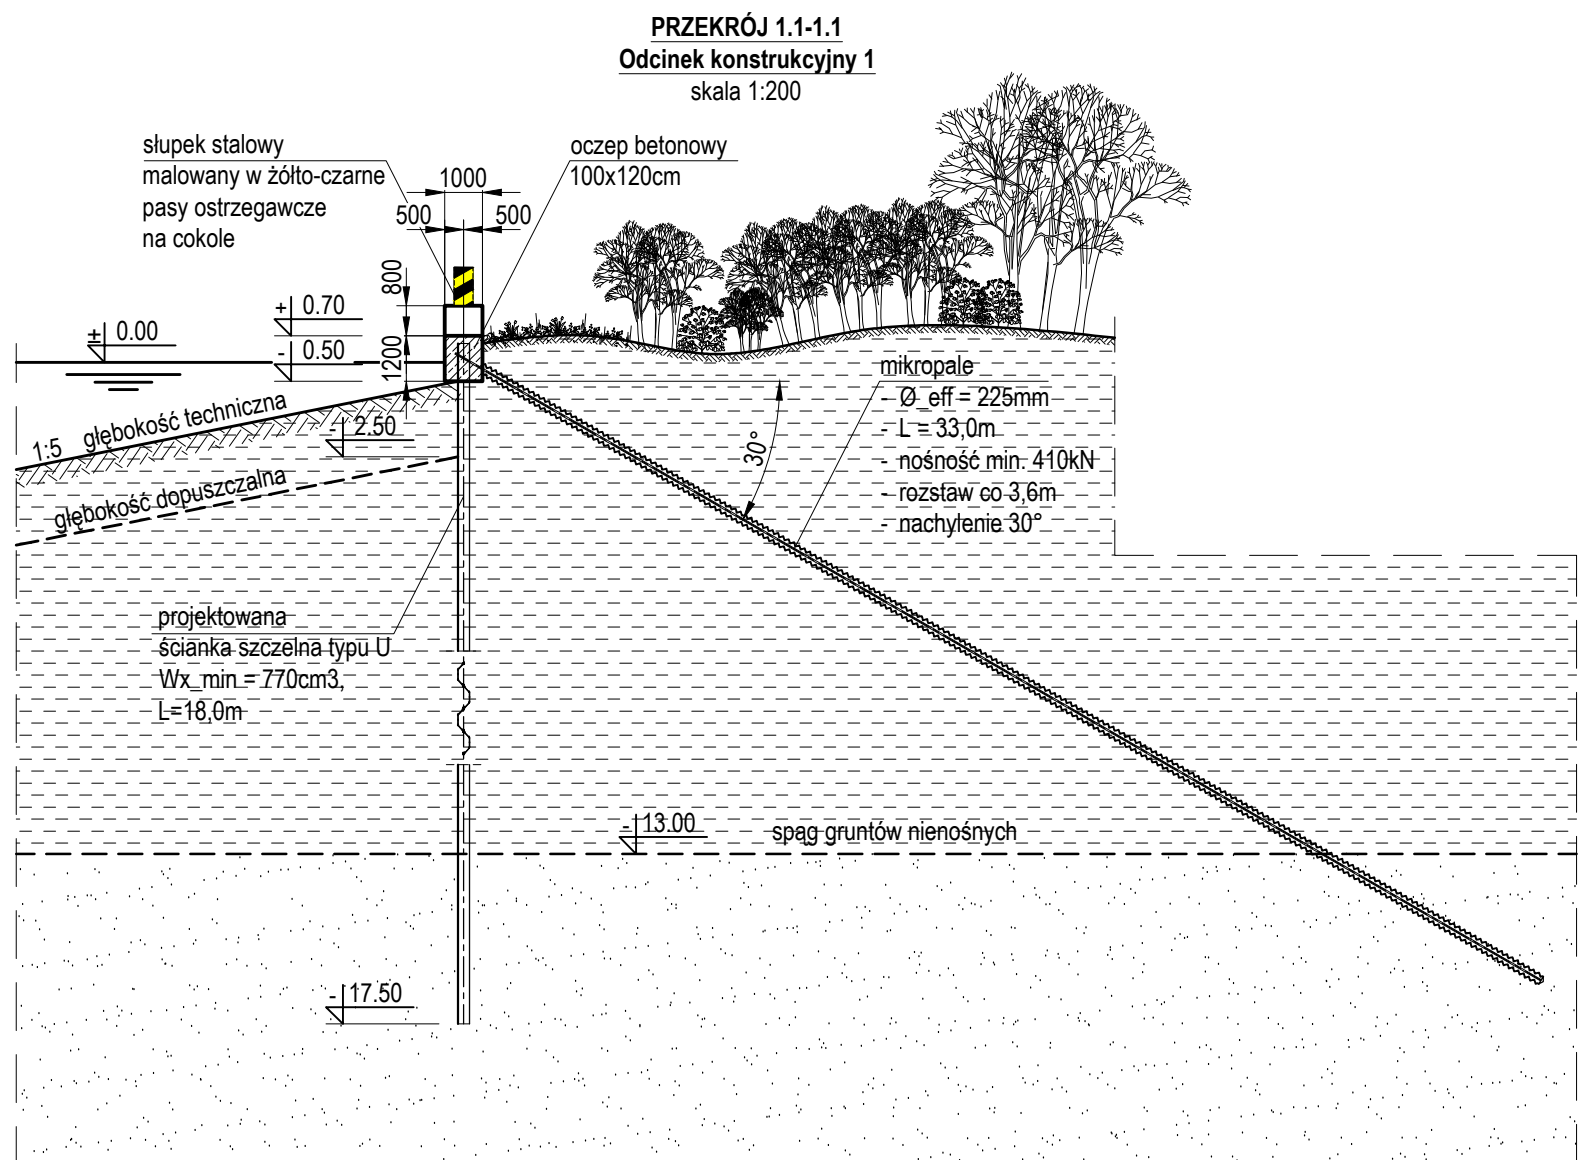 PRZEKRÓJ 1.1-1.1
Odcinek konstrukcyjny 1
skala 1:200
słupek stalowy
malowany w żółto-czarne
pasy ostrzegawcze
na cokole
oczep betonowy
100x120cm
1000
500
500
800
1200
+ 0.70
± 0.00
- 0.50
1:5
głębokość techniczna
- 2.50
głębokość dopuszczalna
mikropale
- Ø_eff = 225mm
- L = 33,0m
- nośność min. 410kN
- rozstaw co 3,6m
- nachylenie 30°
30°
projektowana
ścianka szczelna typu U
Wx_min = 770cm3,
L=18,0m
- 13.00
spąg gruntów nienośnych
- 17.50